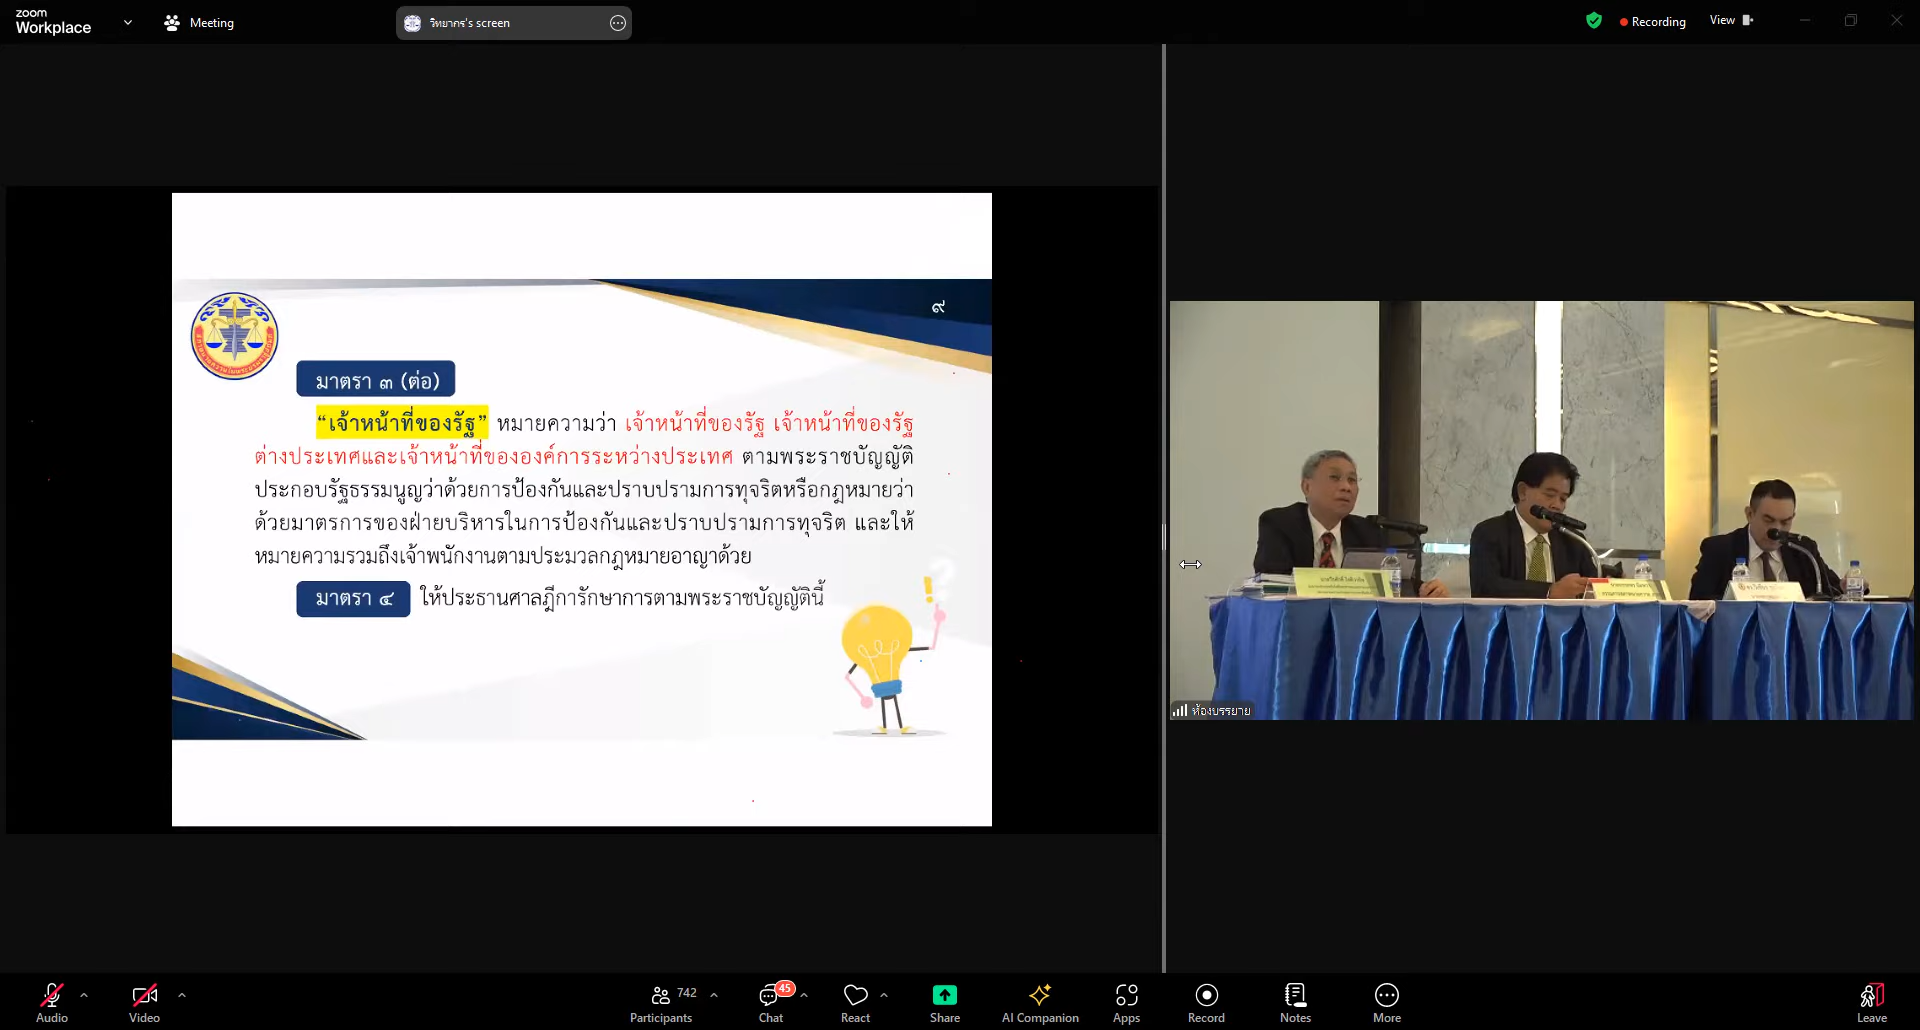 zoom
Workplace
Meeting
วิทยากร's screen
Recording
View
๙
มาตรา ๓ (ต่อ)
“เจ้าหน้าที่ของรัฐ” หมายความว่า เจ้าหน้าที่ของรัฐ เจ้าหน้าที่ของรัฐ
ต่างประเทศและเจ้าหน้าที่ขององค์การระหว่างประเทศ ตามพระราชบัญญัติ
ประกอบรัฐธรรมนูญว่าด้วยการป้องกันและปราบปรามการทุจริตหรือกฎหมายว่า
ด้วยมาตรการของฝ่ายบริหารในการป้องกันและปราบปรามการทุจริต และให้
หมายความรวมถึงเจ้าพนักงานตามประมวลกฎหมายอาญาด้วย
มาตรา ๔ ให้ประธานศาลฎีการักษาการตามพระราชบัญญัตินี้
ห้องบรรยาย
Audio
Video
Participants 742
Chat 45
React
Share
AI Companion
Apps
Record
Notes
More
Leave